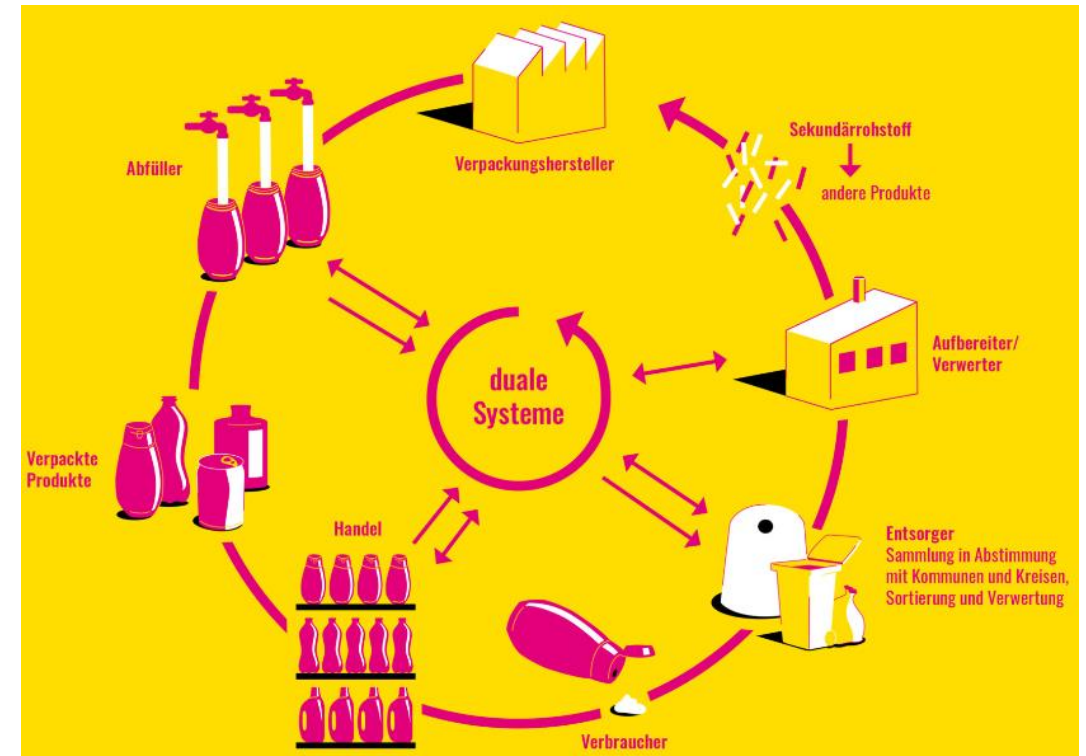 Verpackungshersteller
Sekundärrohstoff
andere Produkte
Abfüller
Aufbereiter/
Verwerter
duale
Systeme
Verpackte
Produkte
Handel
Entsorger
Sammlung in Abstimmung
mit Kommunen und Kreisen,
Sortierung und Verwertung
Verbraucher